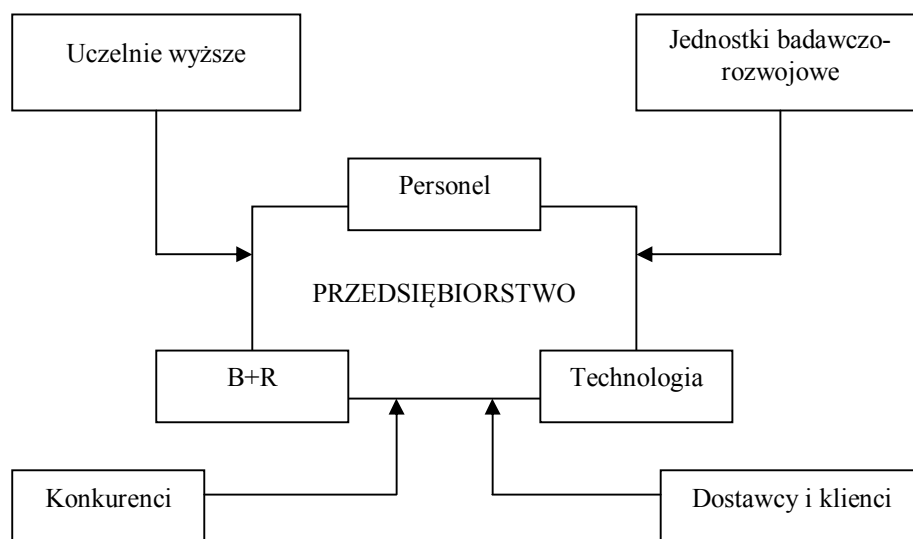 Uczelnie wyższe
Jednostki badawczo-
rozwojowe
Personel
PRZEDSIĘBIORSTWO
B+R
Technologia
Konkurenci
Dostawcy i klienci